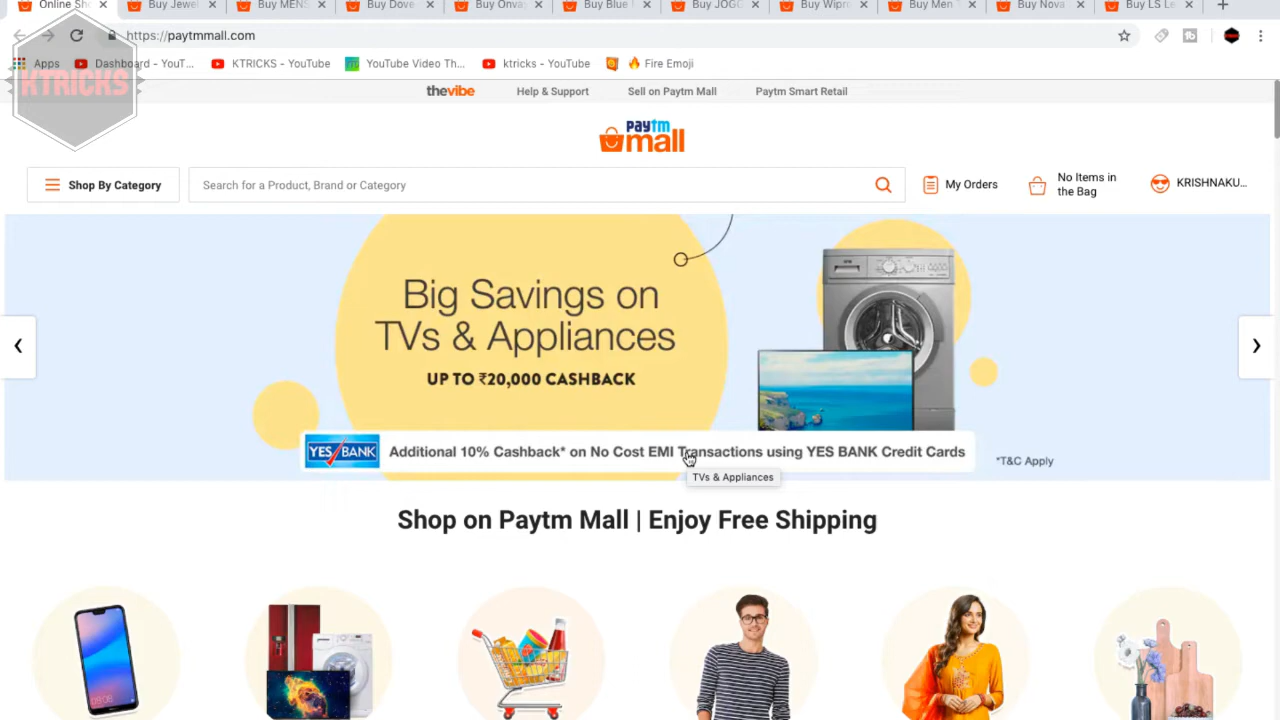 Online Sh
Buy Jewel
Buy MENS
Buy Dove
Buy Onva
Buy Blue
Buy JOGG
Buy Wipro
Buy Men
Buy Nova
Buy LS Le
https://paytmmall.com
Apps
Dashboard - YouT...
KTRICKS - YouTube
YouTube Video Th...
ktricks - YouTube
🔥 Fire Emoji
KTRICKS
thevibe
Help & Support
Sell on Paytm Mall
Paytm Smart Retail
paytm
mall
Shop By Category
Search for a Product, Brand or Category
My Orders
No Items in
the Bag
KRISHNAKU...
Big Savings on
TVs & Appliances
UP TO ₹20,000 CASHBACK
YES BANK
Additional 10% Cashback* on No Cost EMI Transactions using YES BANK Credit Cards
*T&C Apply
TVs & Appliances
Shop on Paytm Mall | Enjoy Free Shipping